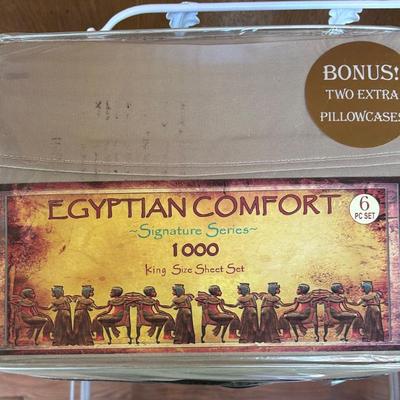 BONUS!
TWO EXTRA
PILLOWCASES
EGYPTIAN COMFORT
6
PC SET
~Signature Series~
1000
King Size Sheet Set